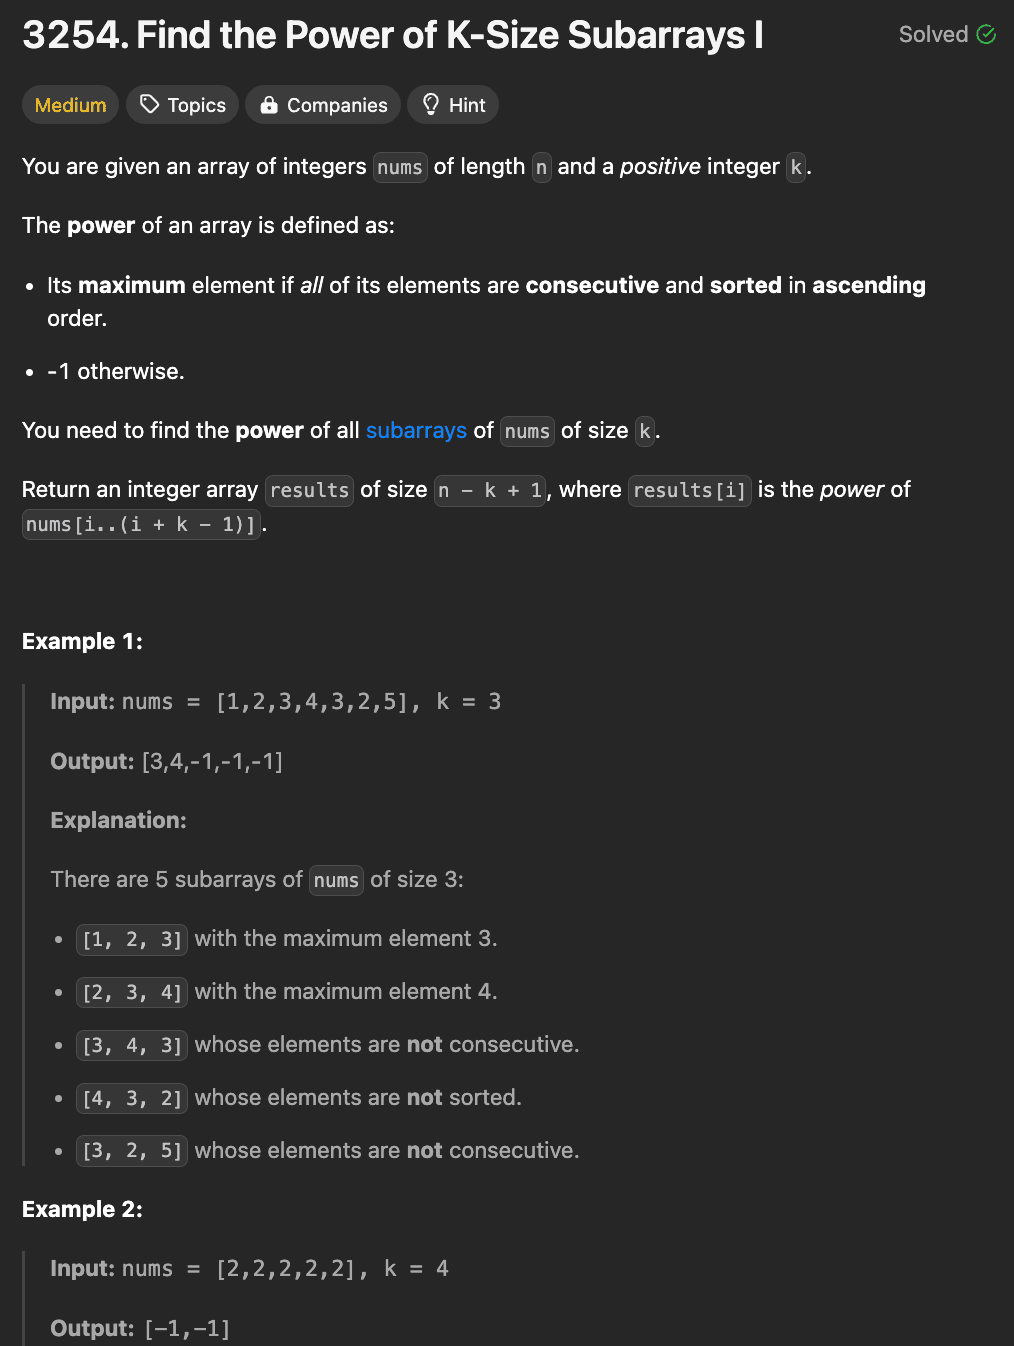 3254. Find the Power of K-Size Subarrays I
Solved
Medium
Topics
Companies
Hint
You are given an array of integers nums of length n and a positive integer k.
The power of an array is defined as:
• Its maximum element if all of its elements are consecutive and sorted in ascending
order.
• -1 otherwise.
You need to find the power of all subarrays of nums of size k.
Return an integer array results of size n - k + 1, where results[i] is the power of
nums[i..(i + k - 1)].
Example 1:
Input: nums = [1,2,3,4,3,2,5], k = 3
Output: [3,4,-1,-1,-1]
Explanation:
There are 5 subarrays of nums of size 3:
• [1, 2, 3] with the maximum element 3.
• [2, 3, 4] with the maximum element 4.
• [3, 4, 3] whose elements are not consecutive.
• [4, 3, 2] whose elements are not sorted.
• [3, 2, 5] whose elements are not consecutive.
Example 2:
Input: nums = [2,2,2,2,2], k = 4
Output: [-1,-1]